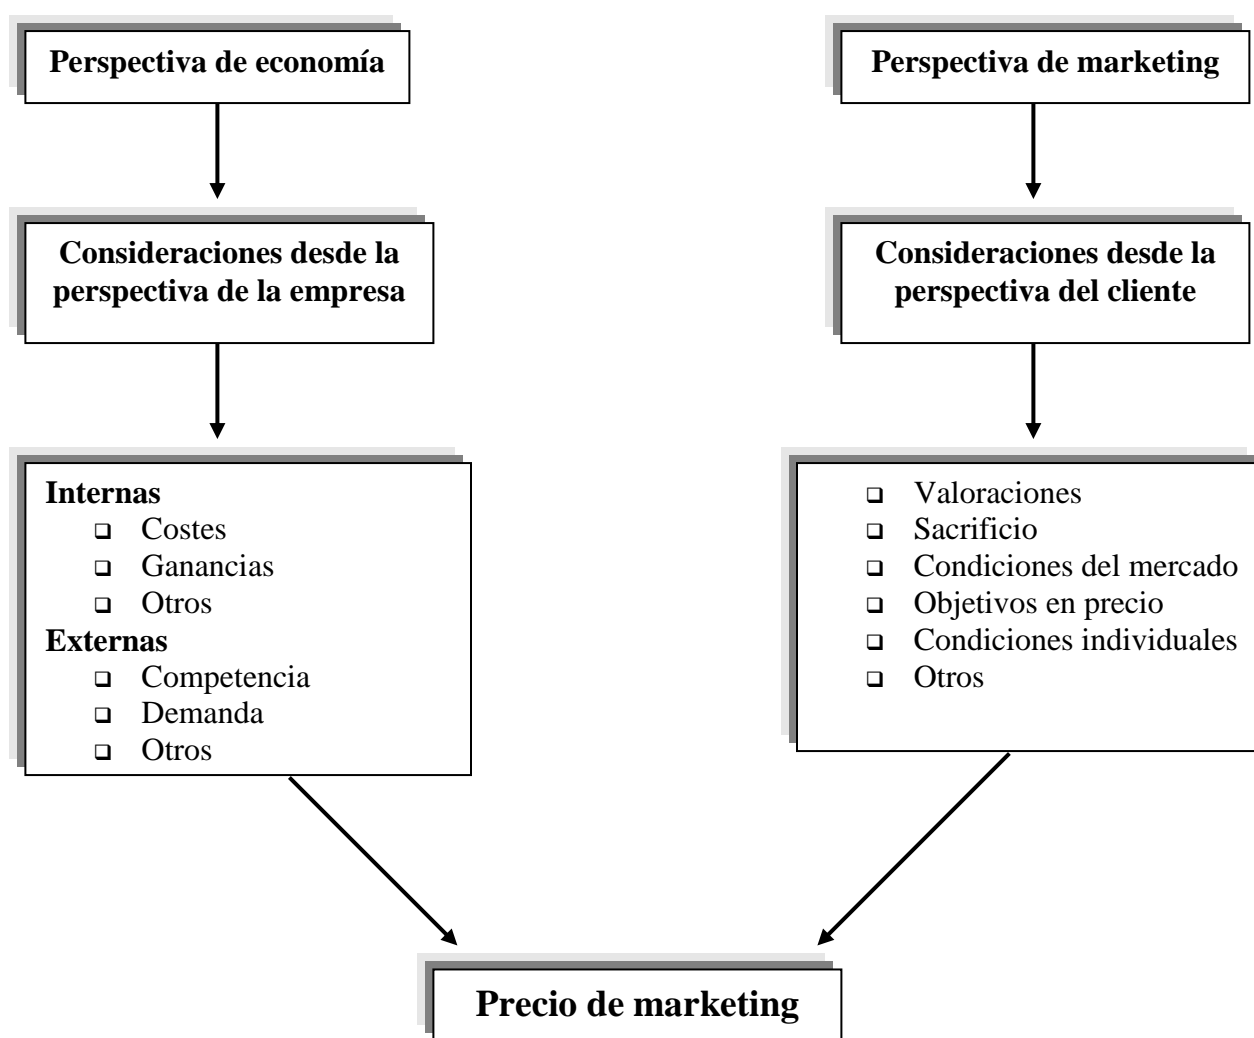 Perspectiva de economía
Perspectiva de marketing
Consideraciones desde la
perspectiva de la empresa
Consideraciones desde la
perspectiva del cliente
Internas
Costes
Ganancias
Otros
Externas
Competencia
Demanda
Otros
Valoraciones
Sacrificio
Condiciones del mercado
Objetivos en precio
Condiciones individuales
Otros
Precio de marketing